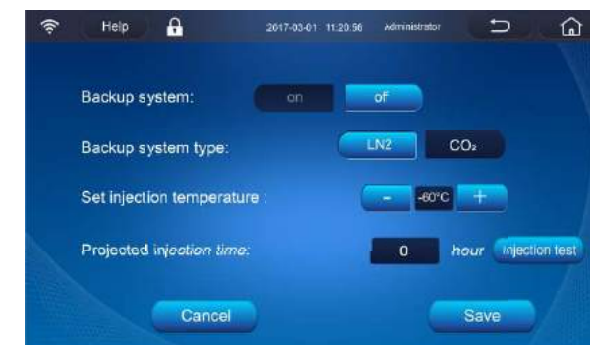 Help 2017-03-01 11:20:56 Administrator
Backup system: on off
Backup system type: LN2 CO₂
Set injection temperature : - -60°C +
Projected injection time: 0 hour Injection test
Cancel Save